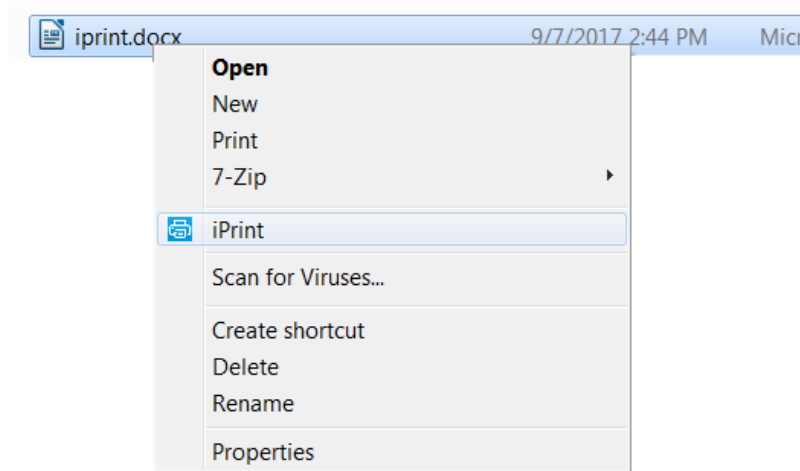 iprint.docx 9/7/2017 2:44 PM
Open
New
Print
7-Zip
iPrint
Scan for Viruses...
Create shortcut
Delete
Rename
Properties